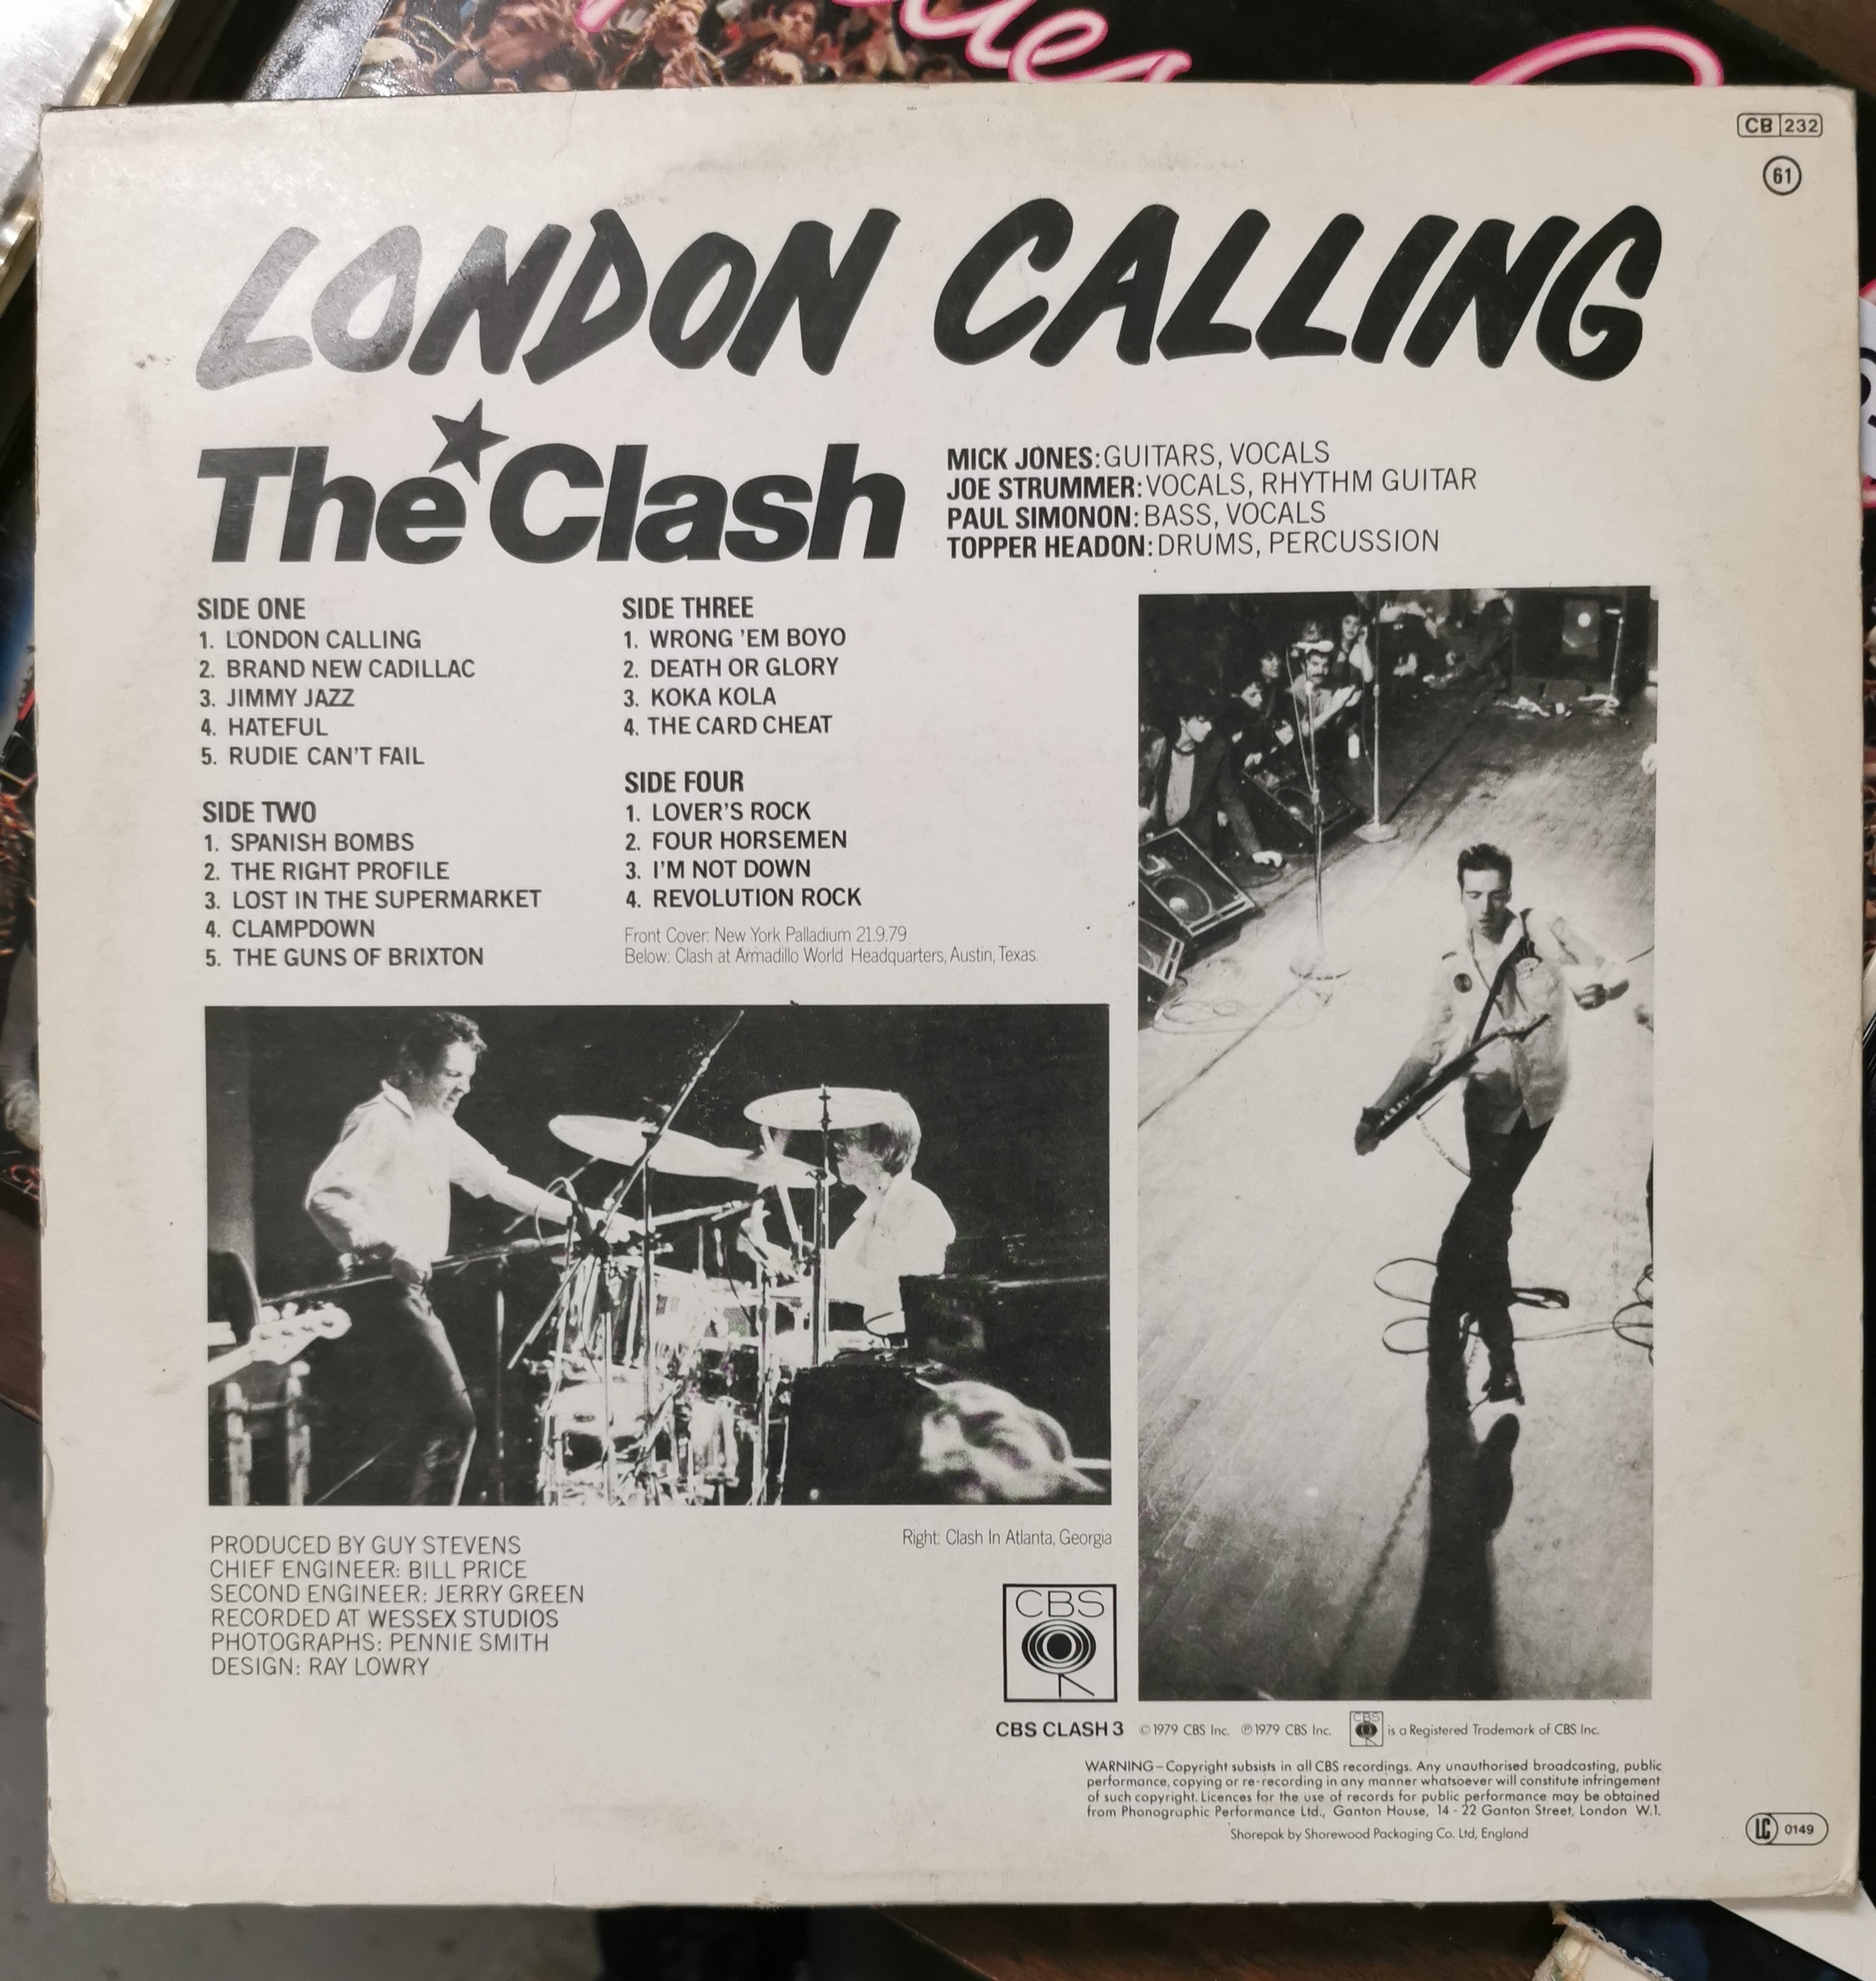 CB 232
61
LONDON CALLING
The Clash
MICK JONES: GUITARS, VOCALS
JOE STRUMMER: VOCALS, RHYTHM GUITAR
PAUL SIMONON: BASS, VOCALS
TOPPER HEADON: DRUMS, PERCUSSION
SIDE ONE
1. LONDON CALLING
2. BRAND NEW CADILLAC
3. JIMMY JAZZ
4. HATEFUL
5. RUDIE CAN'T FAIL
SIDE TWO
1. SPANISH BOMBS
2. THE RIGHT PROFILE
3. LOST IN THE SUPERMARKET
4. CLAMPDOWN
5. THE GUNS OF BRIXTON
SIDE THREE
1. WRONG 'EM BOYO
2. DEATH OR GLORY
3. KOKA KOLA
4. THE CARD CHEAT
SIDE FOUR
1. LOVER'S ROCK
2. FOUR HORSEMEN
3. I'M NOT DOWN
4. REVOLUTION ROCK
Front Cover: New York Palladium 21.9.79
Below: Clash at Armadillo World Headquarters, Austin, Texas.
PRODUCED BY GUY STEVENS
CHIEF ENGINEER: BILL PRICE
SECOND ENGINEER: JERRY GREEN
RECORDED AT WESSEX STUDIOS
PHOTOGRAPHS: PENNIE SMITH
DESIGN: RAY LOWRY
Right: Clash In Atlanta, Georgia
CBS
CBS CLASH 3 © 1979 CBS Inc. ℗ 1979 CBS Inc. CBS is a Registered Trademark of CBS Inc.
WARNING – Copyright subsists in all CBS recordings. Any unauthorised broadcasting, public
performance, copying or re-recording in any manner whatsoever will constitute infringement
of such copyright. Licences for the use of records for public performance may be obtained
from Phonographic Performance Ltd., Ganton House, 14 - 22 Ganton Street, London W.1.
Shorepak by Shorewood Packaging Co. Ltd, England
LC 0149